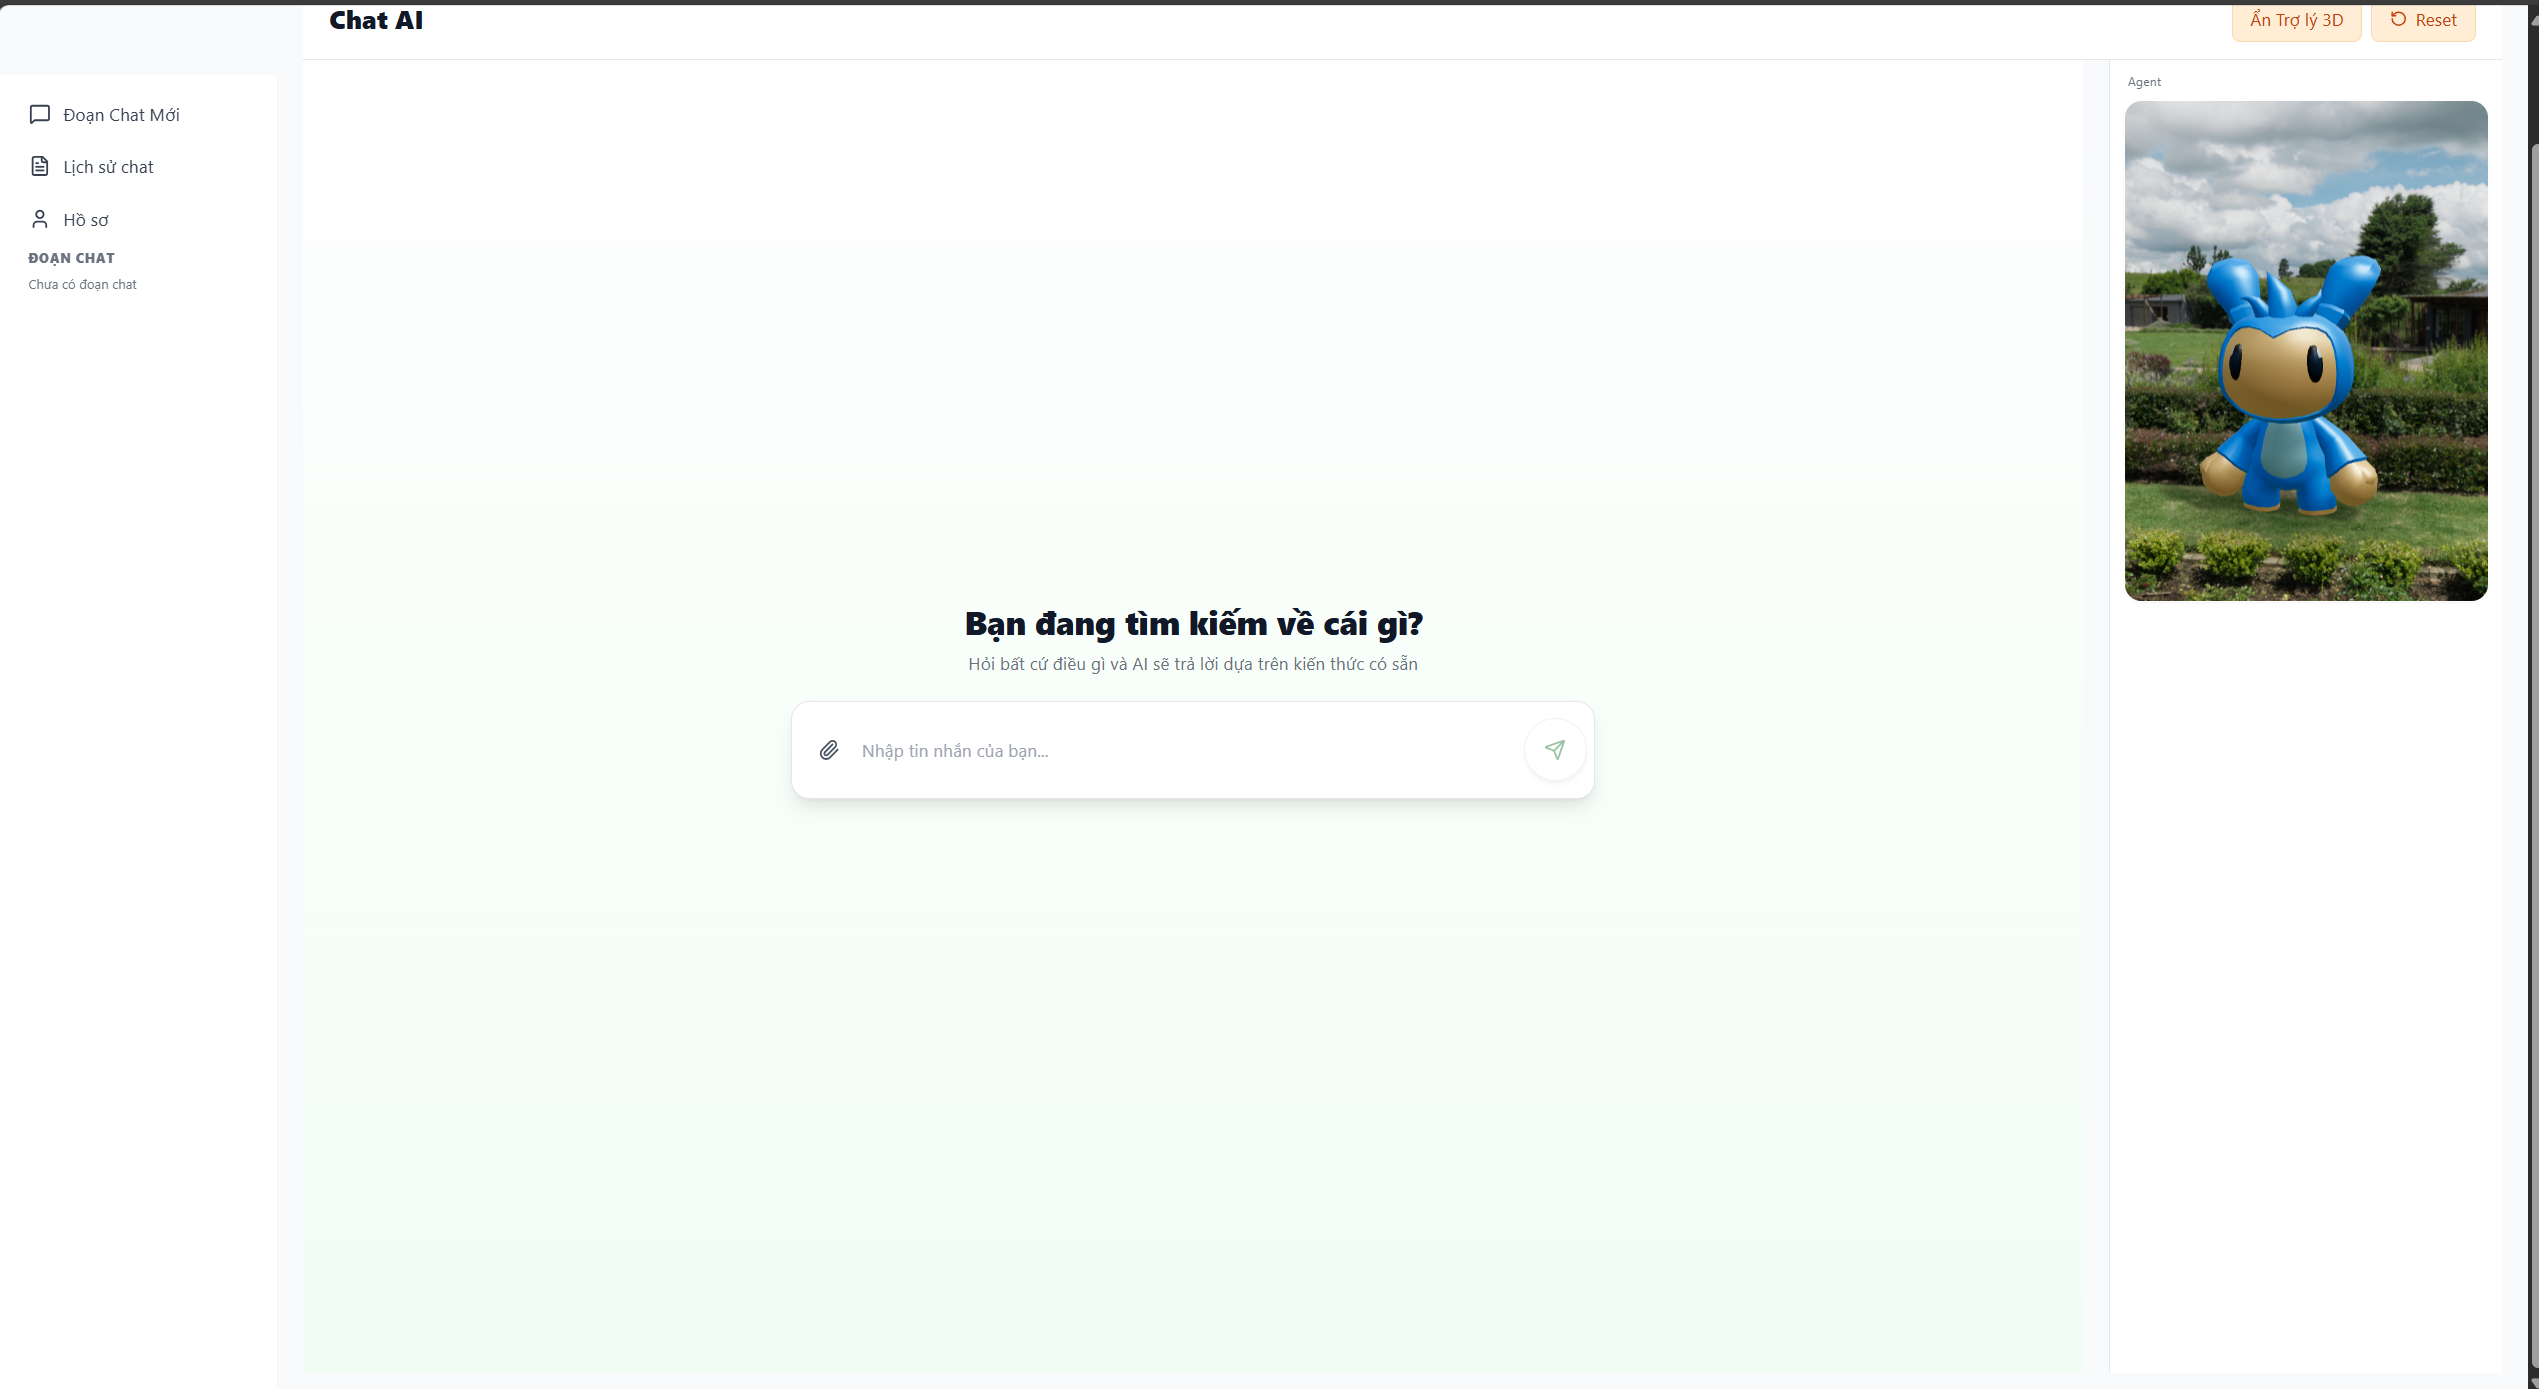 Chat AI
Ẩn Trợ lý 3D
Reset
Đoạn Chat Mới
Lịch sử chat
Hồ sơ
ĐOẠN CHAT
Chưa có đoạn chat
Agent
Bạn đang tìm kiếm về cái gì?
Hỏi bất cứ điều gì và AI sẽ trả lời dựa trên kiến thức có sẵn
Nhập tin nhắn của bạn...